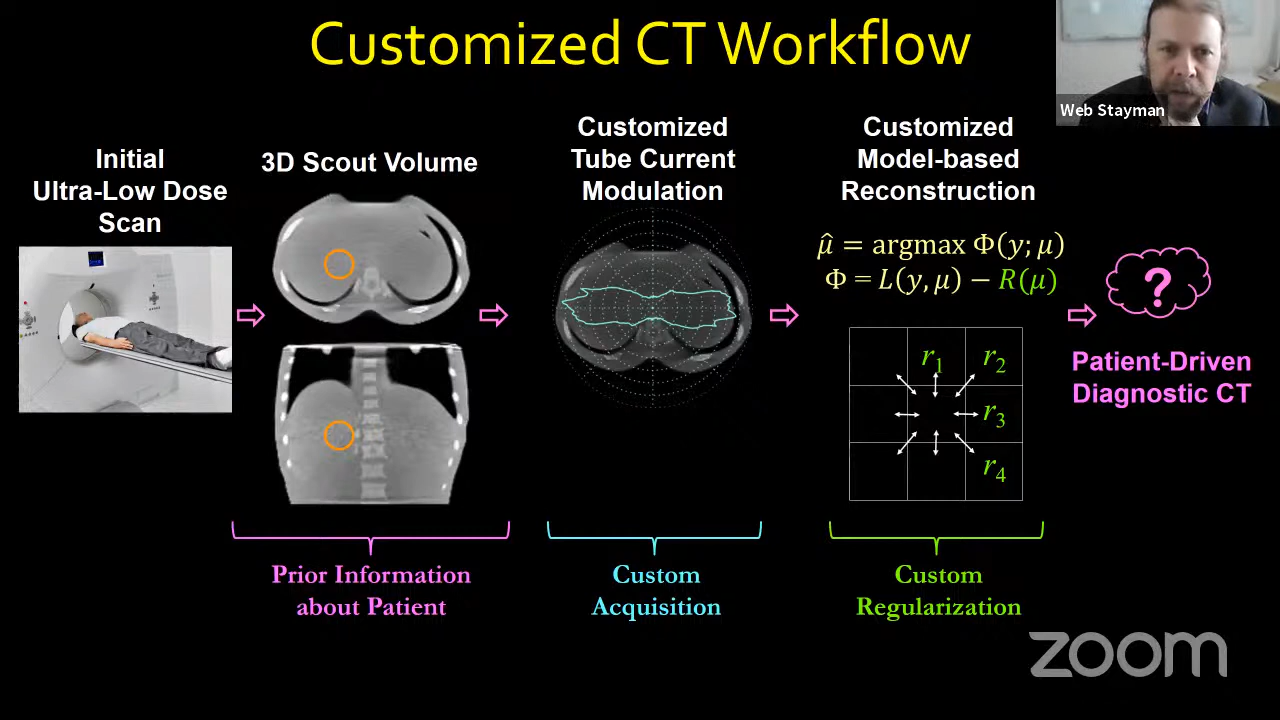 Customized CT Workflow
Web Stayman
Initial
Ultra-Low Dose
Scan
3D Scout Volume
Customized
Tube Current
Modulation
Customized
Model-based
Reconstruction
μ̂ = argmax Φ(y; μ)
Φ = L(y, μ) − R(μ)
r₁ r₂
r₃
r₄
?
Patient-Driven
Diagnostic CT
Prior Information
about Patient
Custom
Acquisition
Custom
Regularization
zoom